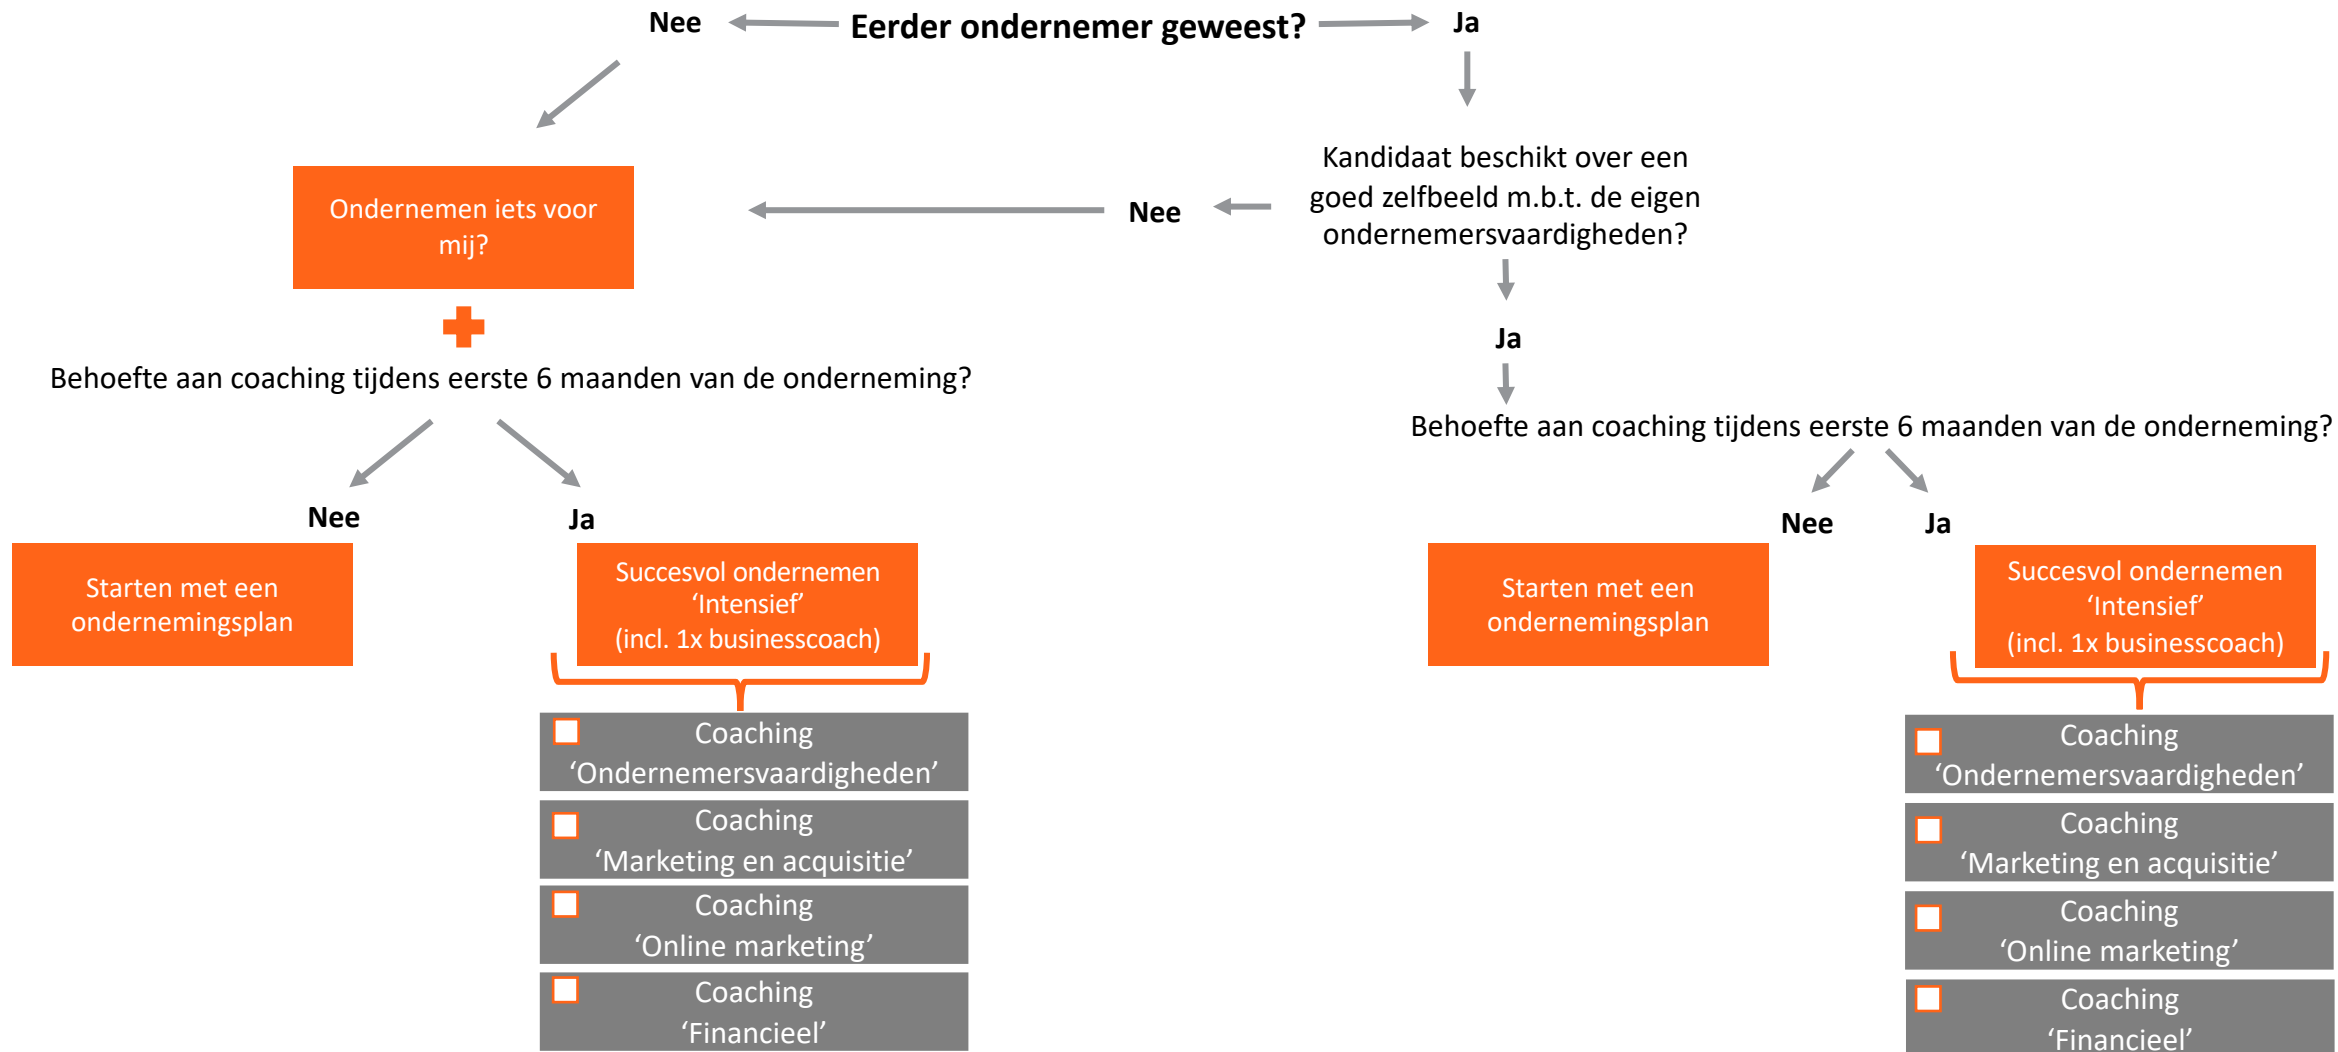 Nee
Eerder ondernemer geweest?
Ja
Kandidaat beschikt over een
goed zelfbeeld m.b.t. de eigen
ondernemersvaardigheden?
Nee
Ondernemen iets voor
mij?
Ja
Behoefte aan coaching tijdens eerste 6 maanden van de onderneming?
Nee
Ja
Starten met een
ondernemingsplan
Succesvol ondernemen
‘Intensief’
(incl. 1x businesscoach)
Coaching
‘Ondernemersvaardigheden’
Coaching
‘Marketing en acquisitie’
Coaching
‘Online marketing’
Coaching
‘Financieel’
Behoefte aan coaching tijdens eerste 6 maanden van de onderneming?
Nee
Ja
Starten met een
ondernemingsplan
Succesvol ondernemen
‘Intensief’
(incl. 1x businesscoach)
Coaching
‘Ondernemersvaardigheden’
Coaching
‘Marketing en acquisitie’
Coaching
‘Online marketing’
Coaching
‘Financieel’